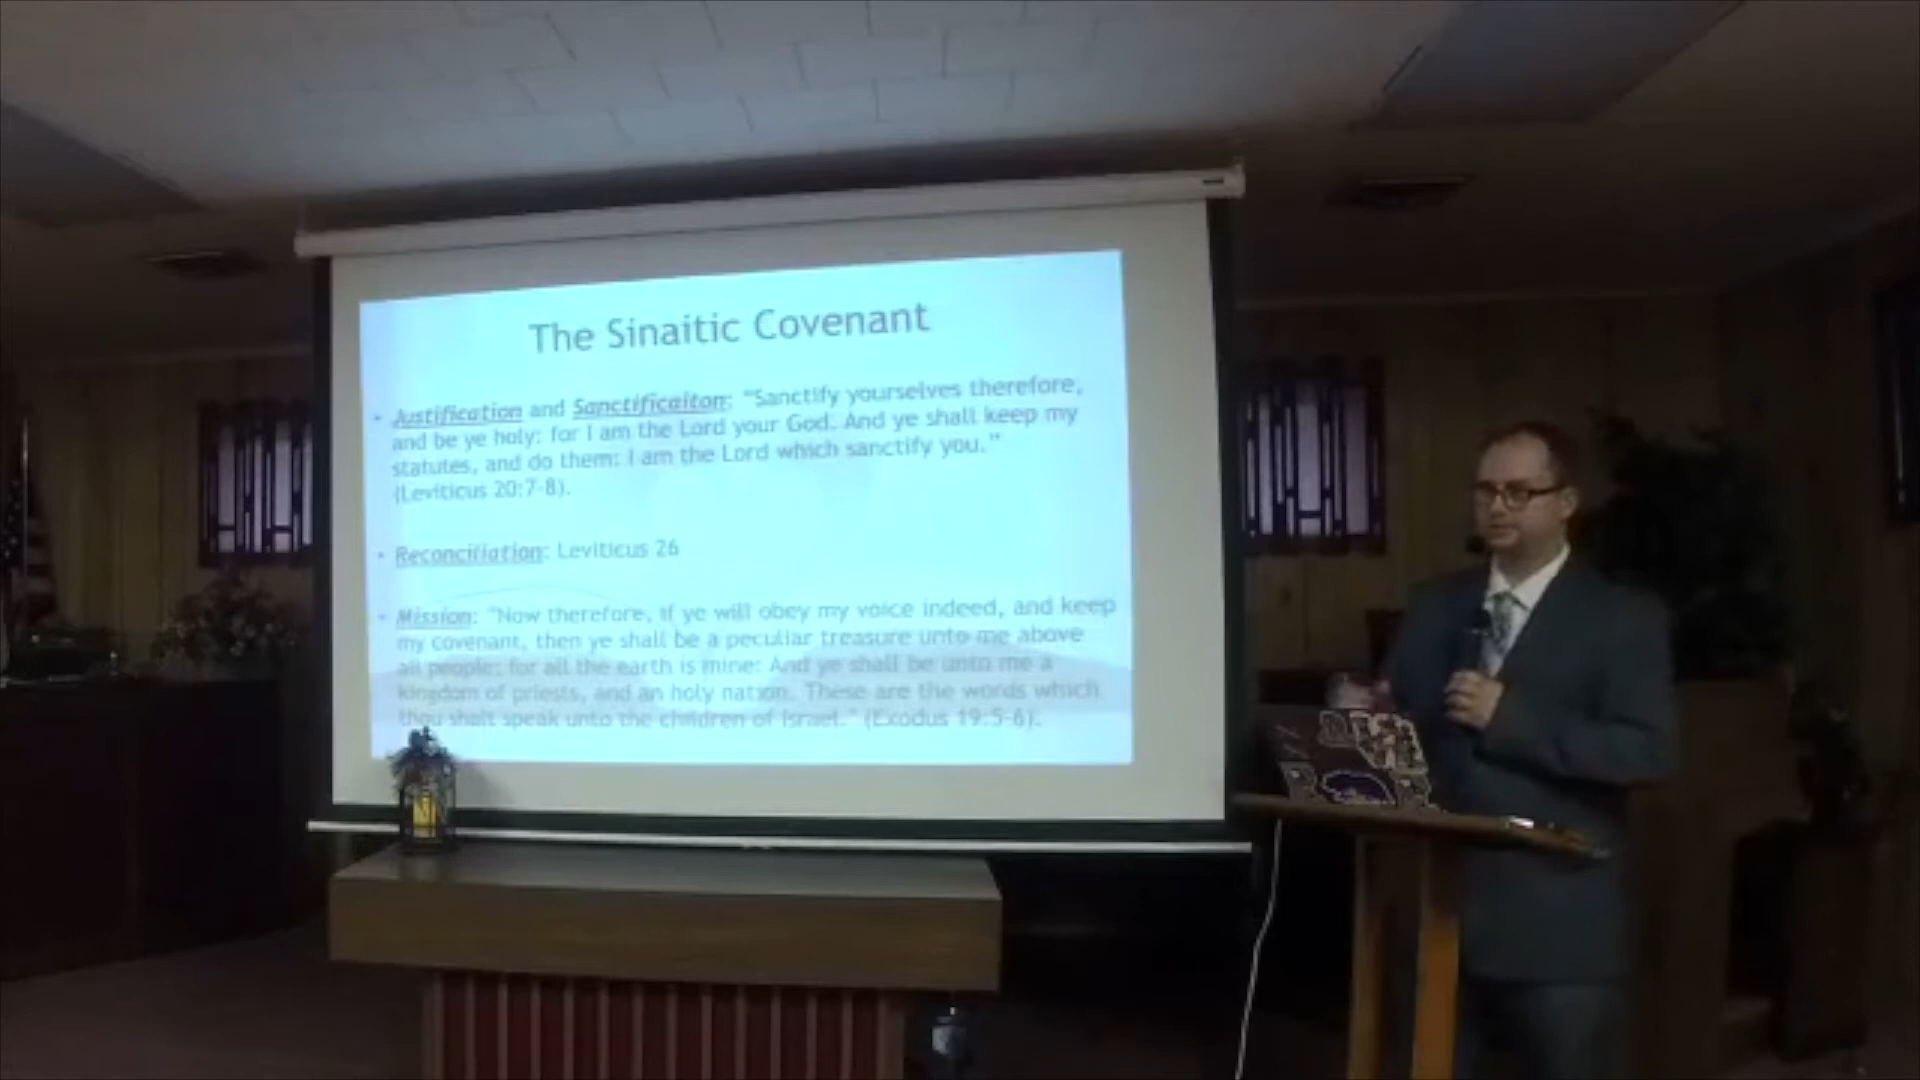 The Sinaitic Covenant
• Justification and Sanctificaiton: "Sanctify yourselves therefore,
and be ye holy: for I am the Lord your God. And ye shall keep my
statutes, and do them: I am the Lord which sanctify you."
(Leviticus 20:7-8).
• Reconciliation: Leviticus 26
• Mission: "Now therefore, if ye will obey my voice indeed, and keep
my covenant, then ye shall be a peculiar treasure unto me above
all people: for all the earth is mine: And ye shall be unto me a
kingdom of priests, and an holy nation. These are the words which
thou shalt speak unto the children of Israel." (Exodus 19:5-6).